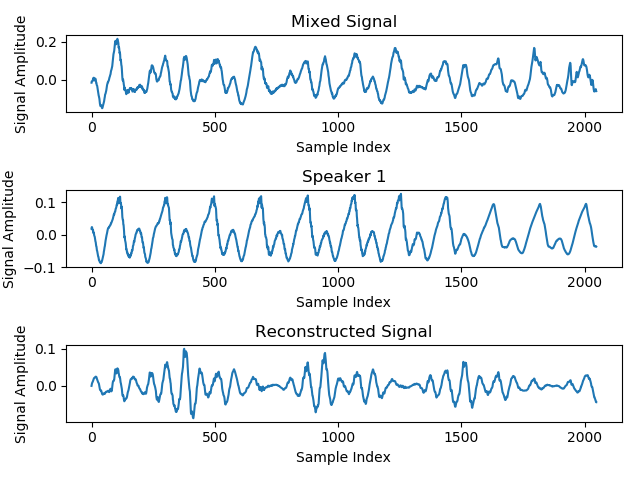 Mixed Signal
Signal Amplitude
0.2
0.0
0
500
1000
1500
2000
Sample Index
Speaker 1
Signal Amplitude
0.1
0.0
−0.1
0
500
1000
1500
2000
Sample Index
Reconstructed Signal
Signal Amplitude
0.1
0.0
0
500
1000
1500
2000
Sample Index